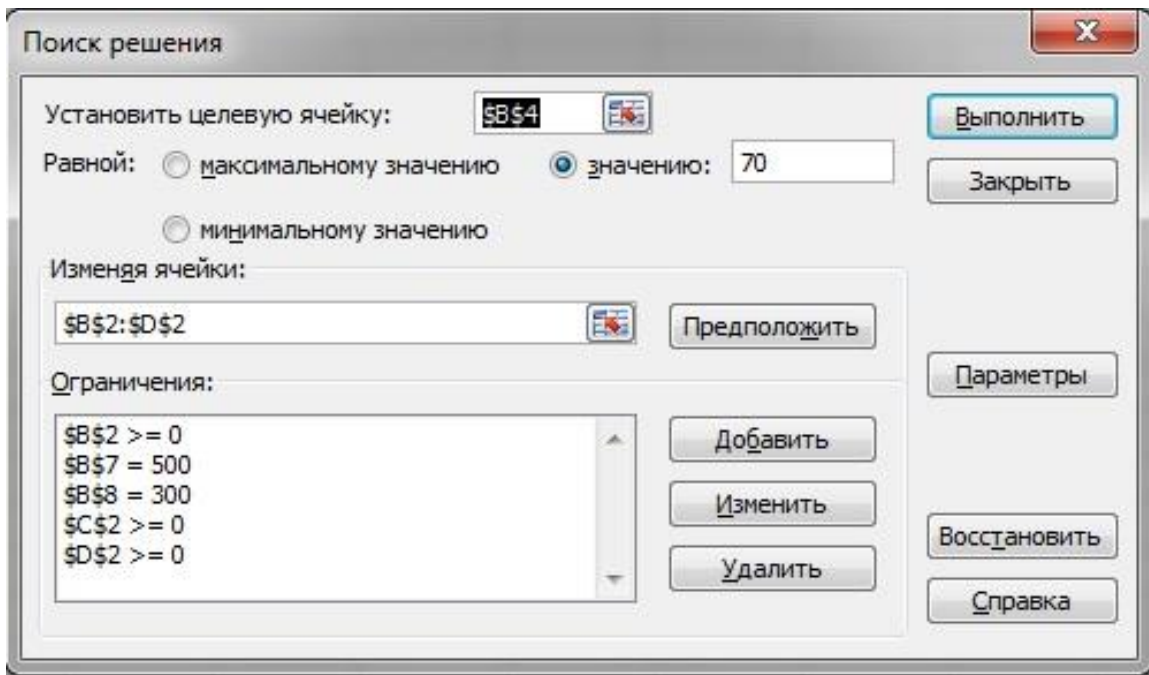 Поиск решения
Установить целевую ячейку: $B$4
Выполнить
Равной: максимальному значению значению: 70
Закрыть
минимальному значению
Изменяя ячейки:
$B$2:$D$2
Предположить
Ограничения:
Параметры
$B$2 >= 0
$B$7 = 500
$B$8 = 300
$C$2 >= 0
$D$2 >= 0
Добавить
Изменить
Удалить
Восстановить
Справка